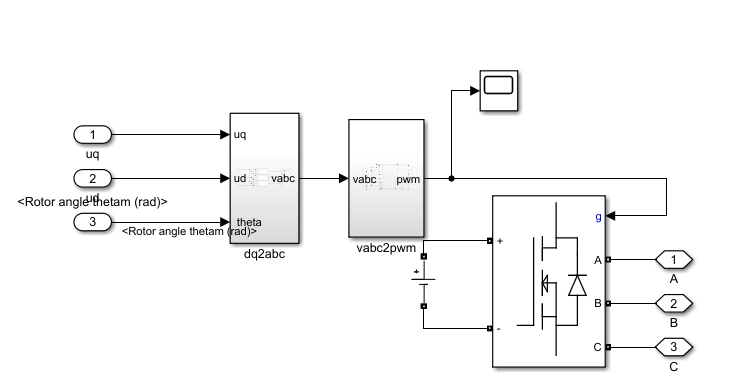 1
uq
uq
2
ud
ud
vabc
vabc
pwm
<Rotor angle thetam (rad)>
3
theta
<Rotor angle thetam (rad)>
dq2abc
vabc2pwm
g
+
+
A
1
A
B
2
B
-
C
3
C